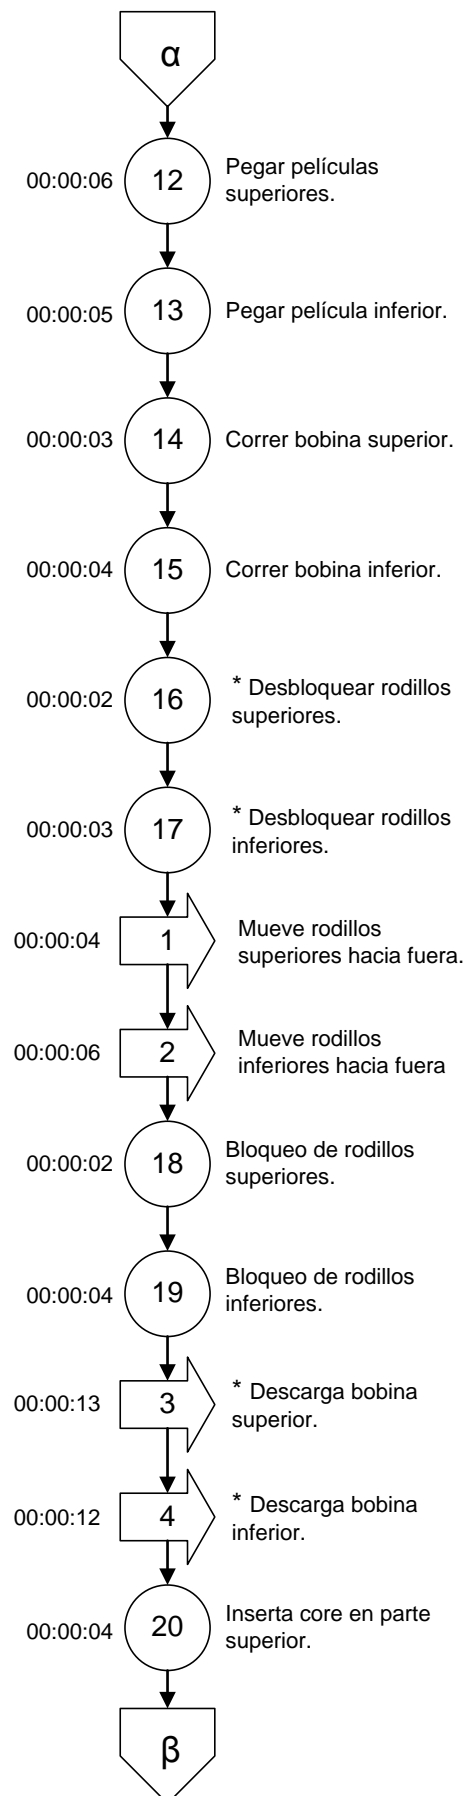 α
00:00:06
12
Pegar películas
superiores.
00:00:05
13
Pegar película inferior.
00:00:03
14
Correr bobina superior.
00:00:04
15
Correr bobina inferior.
00:00:02
16
* Desbloquear rodillos
superiores.
00:00:03
17
* Desbloquear rodillos
inferiores.
00:00:04
1
Mueve rodillos
superiores hacia fuera.
00:00:06
2
Mueve rodillos
inferiores hacia fuera
00:00:02
18
Bloqueo de rodillos
superiores.
00:00:04
19
Bloqueo de rodillos
inferiores.
00:00:13
3
* Descarga bobina
superior.
00:00:12
4
* Descarga bobina
inferior.
00:00:04
20
Inserta core en parte
superior.
β